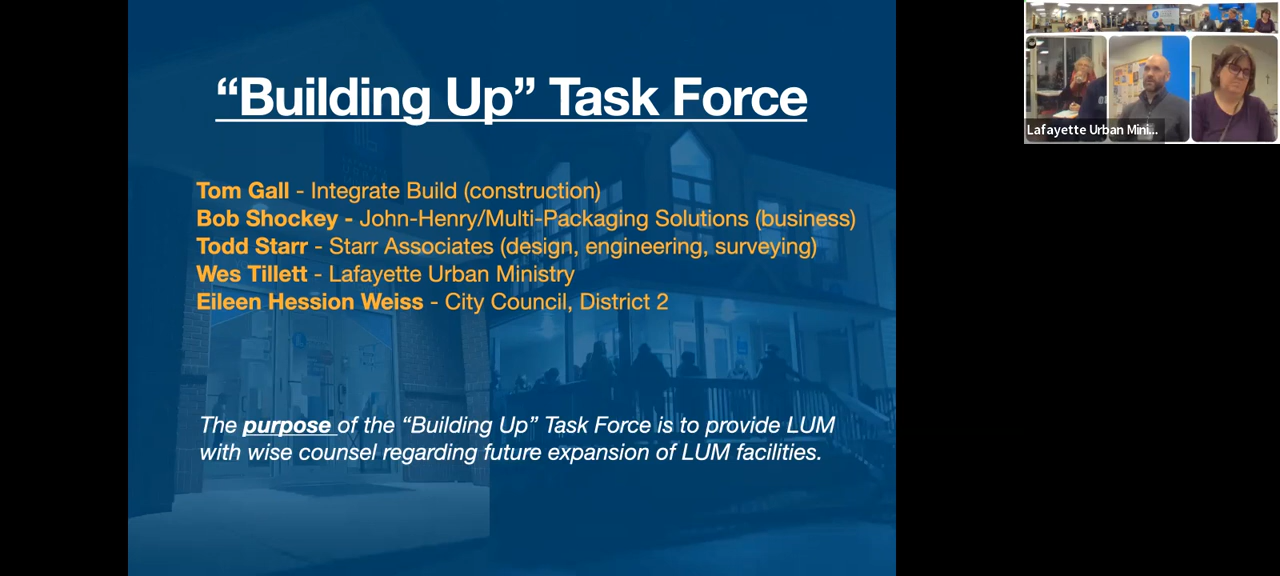 “Building Up” Task Force
Tom Gall - Integrate Build (construction)
Bob Shockey - John-Henry/Multi-Packaging Solutions (business)
Todd Starr - Starr Associates (design, engineering, surveying)
Wes Tillett - Lafayette Urban Ministry
Eileen Hession Weiss - City Council, District 2
The purpose of the “Building Up” Task Force is to provide LUM
with wise counsel regarding future expansion of LUM facilities.
Lafayette Urban Mini...